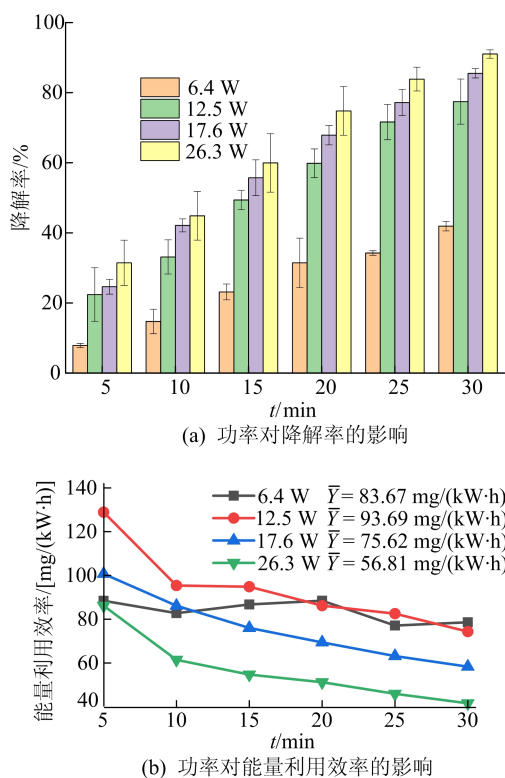 100
80
60
40
20
0
降解率/%
6.4 W
12.5 W
17.6 W
26.3 W
5 10 15 20 25 30
t/min
(a) 功率对降解率的影响
140
120
100
80
60
40
能量利用效率/[mg/(kW·h)]
6.4 W Y̅ = 83.67 mg/(kW·h)
12.5 W Y̅ = 93.69 mg/(kW·h)
17.6 W Y̅ = 75.62 mg/(kW·h)
26.3 W Y̅ = 56.81 mg/(kW·h)
5 10 15 20 25 30
t/min
(b) 功率对能量利用效率的影响